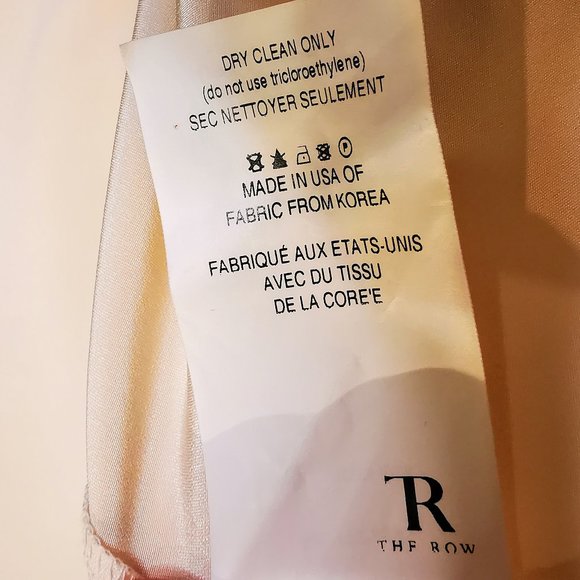 DRY CLEAN ONLY
(do not use tricloroethylene)
SEC NETTOYER SEULEMENT
P
MADE IN USA OF
FABRIC FROM KOREA
FABRIQUÉ AUX ETATS-UNIS
AVEC DU TISSU
DE LA CORE'E
TR
THE ROW